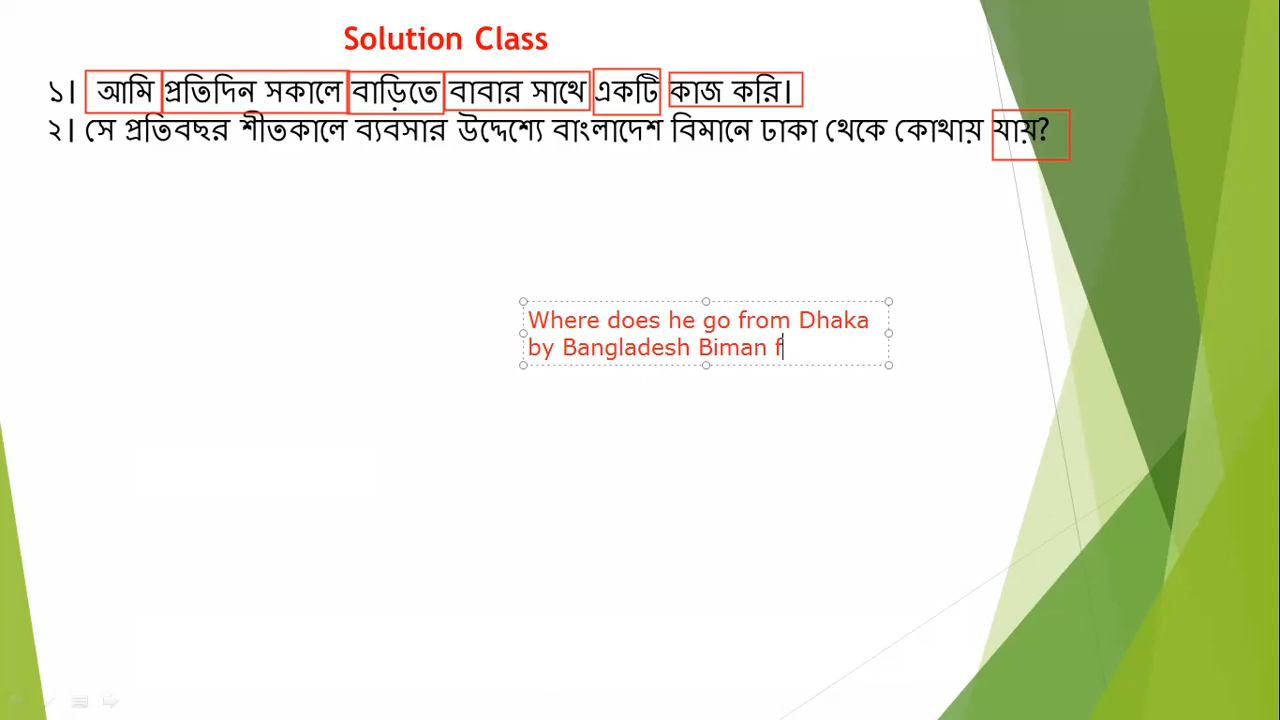 Solution Class
১। আমি প্রতিদিন সকালে বাড়িতে বাবার সাথে একটি কাজ করি।
২। সে প্রতিবছর শীতকালে ব্যবসার উদ্দেশ্যে বাংলাদেশ বিমানে ঢাকা থেকে কোথায় যায়?
Where does he go from Dhaka
by Bangladesh Biman f